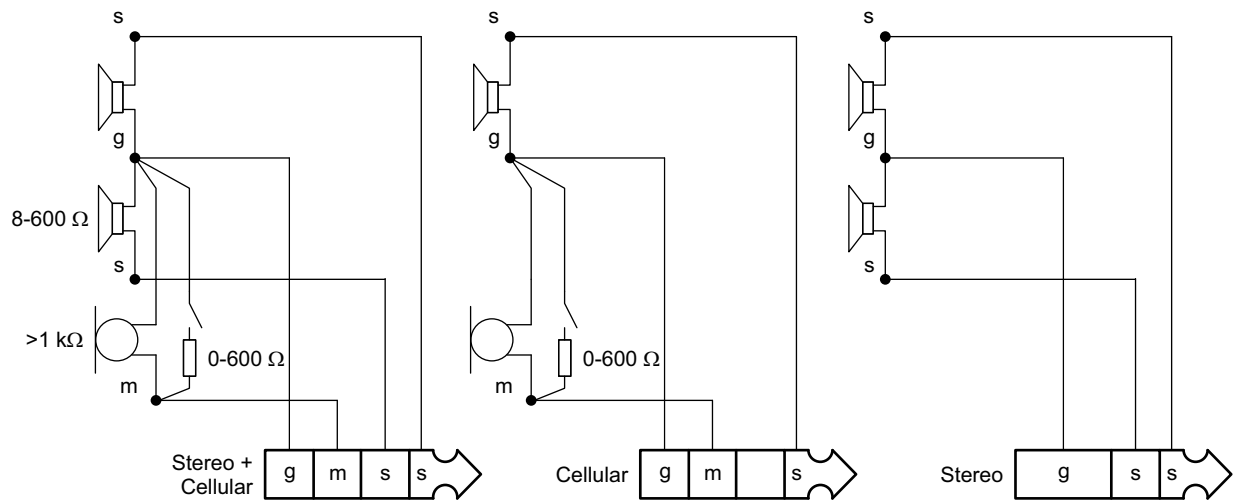 s
g
8-600 Ω
s
>1 kΩ
0-600 Ω
m
Stereo +
Cellular
g m s s
s
g
0-600 Ω
m
Cellular
g m s
s
g
s
Stereo
g s s